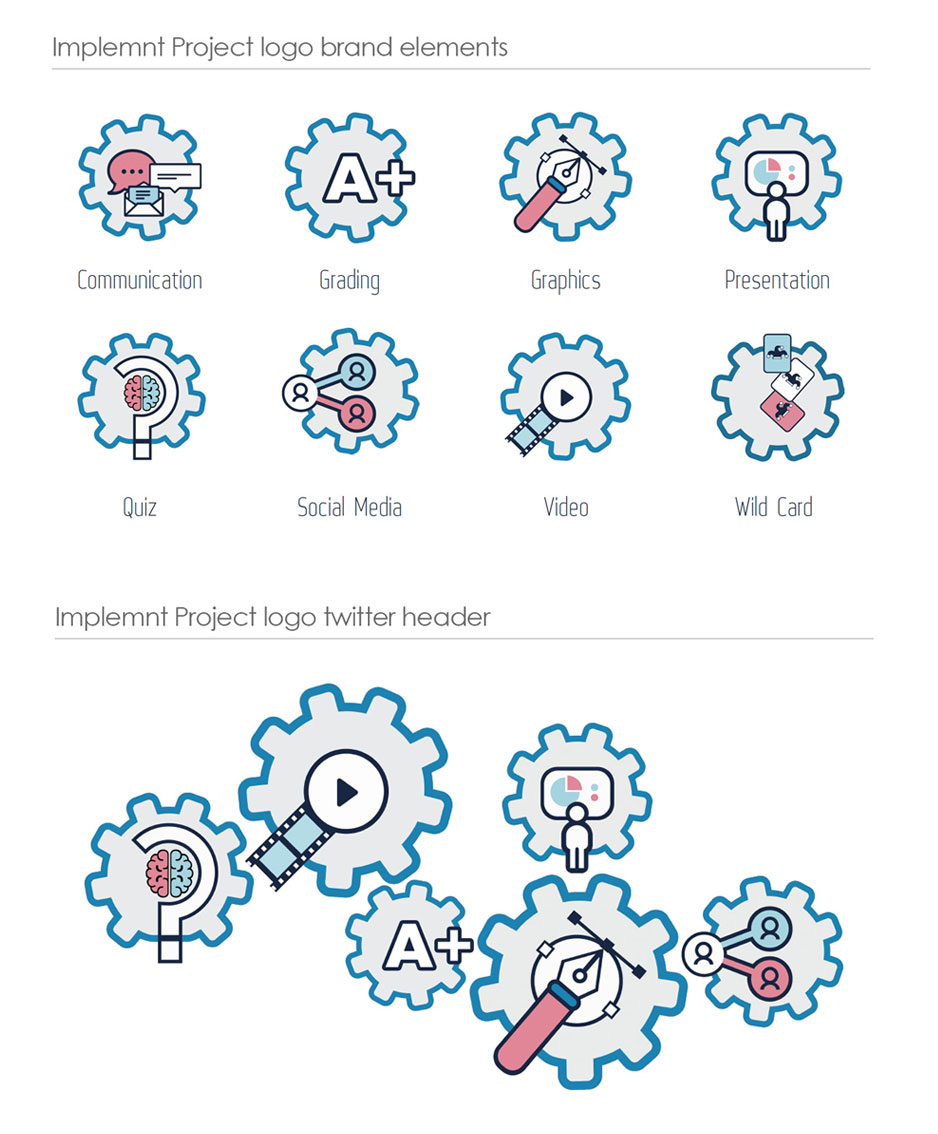 Implemnt Project logo brand elements
A+
Communication
Grading
Graphics
Presentation
Quiz
Social Media
Video
Wild Card
Implemnt Project logo twitter header
A+